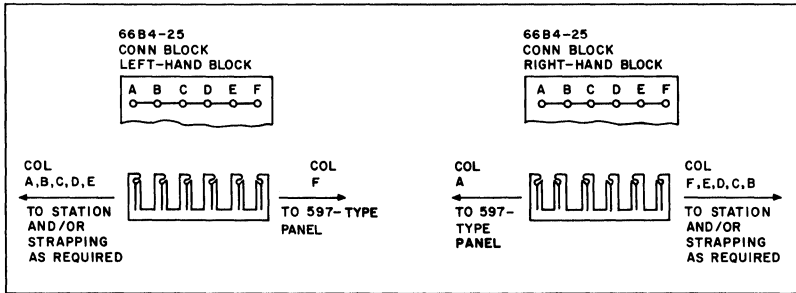 66B4-25
CONN BLOCK
LEFT-HAND BLOCK
A B C D E F
COL
A,B,C,D,E
TO STATION
AND/OR
STRAPPING
AS REQUIRED
COL
F
TO 597-TYPE
PANEL
66B4-25
CONN BLOCK
RIGHT-HAND BLOCK
A B C D E F
COL
A
TO 597-
TYPE
PANEL
COL
F,E,D,C,B
TO STATION
AND/OR
STRAPPING
AS REQUIRED